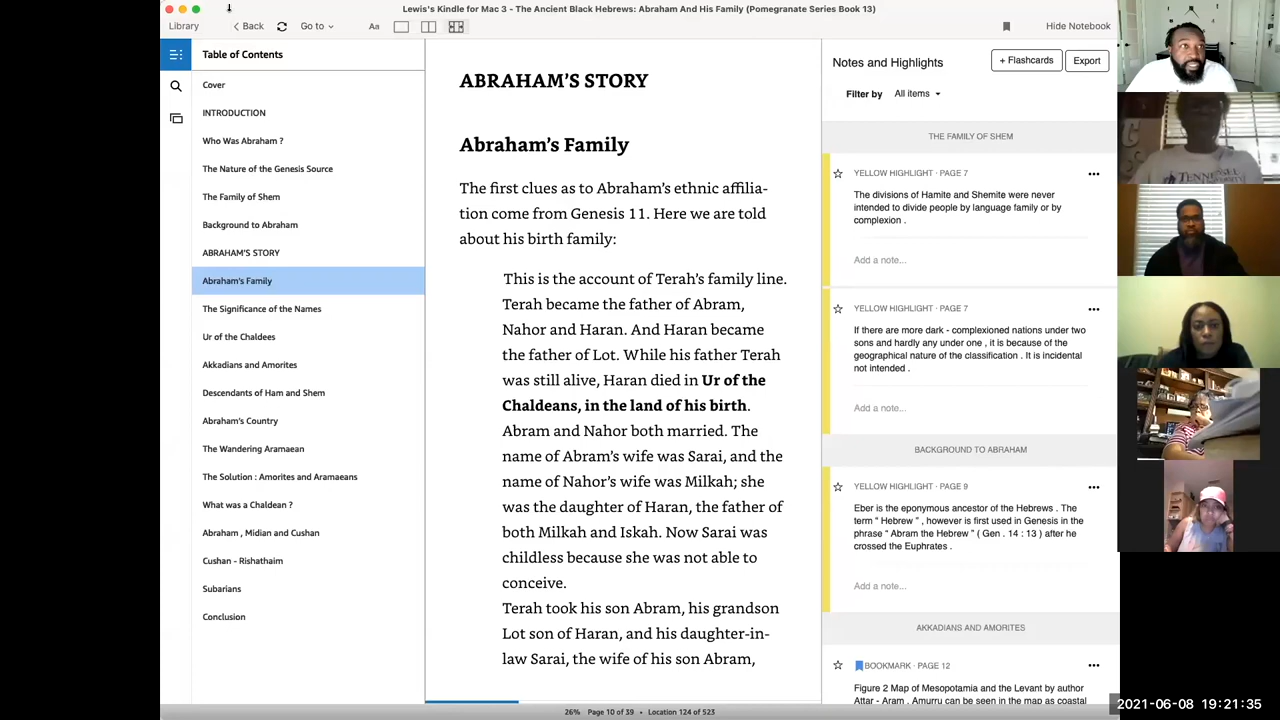 Lewis's Kindle for Mac 3 - The Ancient Black Hebrews: Abraham And His Family (Pomegranate Series Book 13)
Library
Back
Go to
Aa
Hide Notebook
Table of Contents
Cover
INTRODUCTION
Who Was Abraham ?
The Nature of the Genesis Source
The Family of Shem
Background to Abraham
ABRAHAM'S STORY
Abraham's Family
The Significance of the Names
Ur of the Chaldees
Akkadians and Amorites
Descendants of Ham and Shem
Abraham's Country
The Wandering Aramaean
The Solution : Amorites and Aramaeans
What was a Chaldean ?
Abraham , Midian and Cushan
Cushan - Rishathaim
Subarians
Conclusion
ABRAHAM'S STORY
Abraham's Family
The first clues as to Abraham's ethnic affilia-
tion come from Genesis 11. Here we are told
about his birth family:
This is the account of Terah's family line.
Terah became the father of Abram,
Nahor and Haran. And Haran became
the father of Lot. While his father Terah
was still alive, Haran died in Ur of the
Chaldeans, in the land of his birth.
Abram and Nahor both married. The
name of Abram's wife was Sarai, and the
name of Nahor's wife was Milkah; she
was the daughter of Haran, the father of
both Milkah and Iskah. Now Sarai was
childless because she was not able to
conceive.
Terah took his son Abram, his grandson
Lot son of Haran, and his daughter-in-
law Sarai, the wife of his son Abram,
26% Page 10 of 39 • Location 124 of 523
Notes and Highlights
+ Flashcards
Export
Filter by All items
THE FAMILY OF SHEM
YELLOW HIGHLIGHT · PAGE 7
The divisions of Hamite and Shemite were never
intended to divide people by language family or by
complexion .
Add a note...
YELLOW HIGHLIGHT · PAGE 7
If there are more dark - complexioned nations under two
sons and hardly any under one , it is because of the
geographical nature of the classification . It is incidental
not intended .
Add a note...
BACKGROUND TO ABRAHAM
YELLOW HIGHLIGHT · PAGE 9
Eber is the eponymous ancestor of the Hebrews . The
term " Hebrew " , however is first used in Genesis in the
phrase " Abram the Hebrew " ( Gen . 14 : 13 ) after he
crossed the Euphrates .
Add a note...
AKKADIANS AND AMORITES
BOOKMARK · PAGE 12
Figure 2 Map of Mesopotamia and the Levant by author
Attar - Aram . Amurru can be seen in the map as coastal
TENNESSEE
2021-06-08 19:21:35